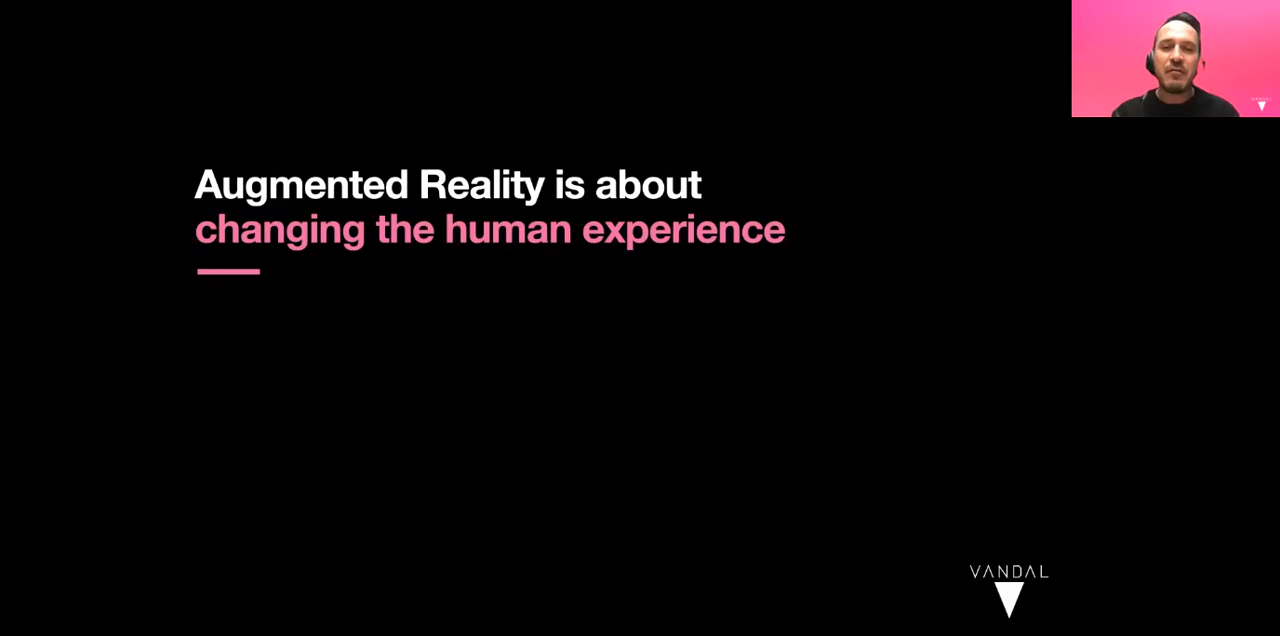 Augmented Reality is about
changing the human experience
VANDAL